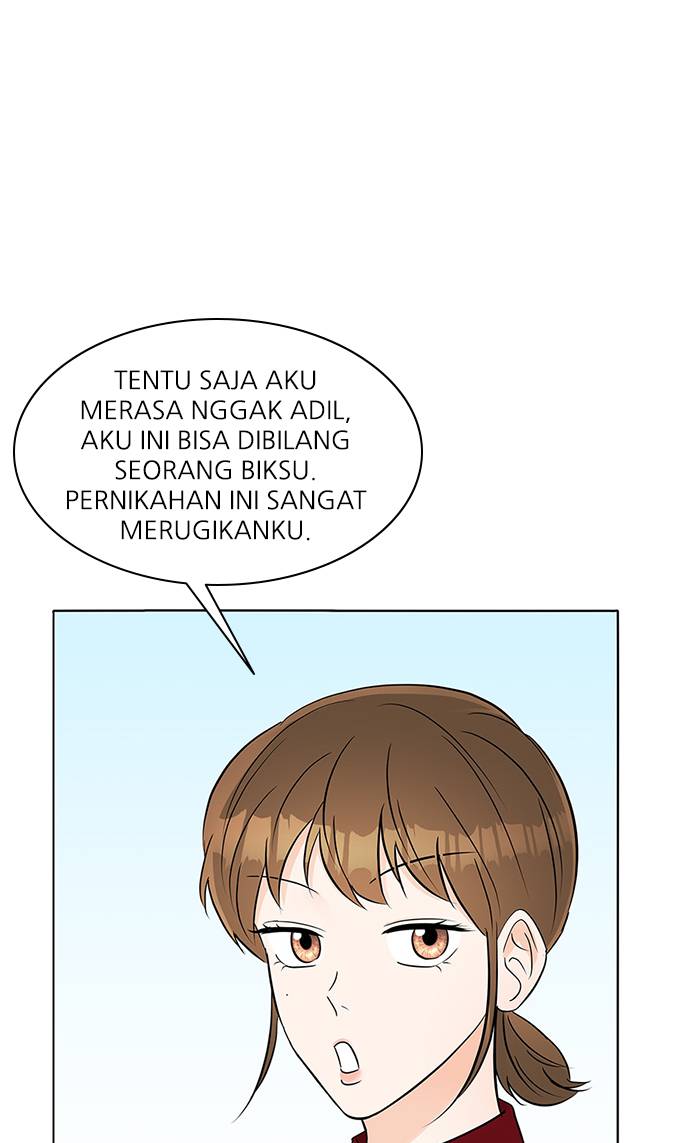 TENTU SAJA AKU
MERASA NGGAK ADIL,
AKU INI BISA DIBILANG
SEORANG BIKSU.
PERNIKAHAN INI SANGAT
MERUGIKANKU.